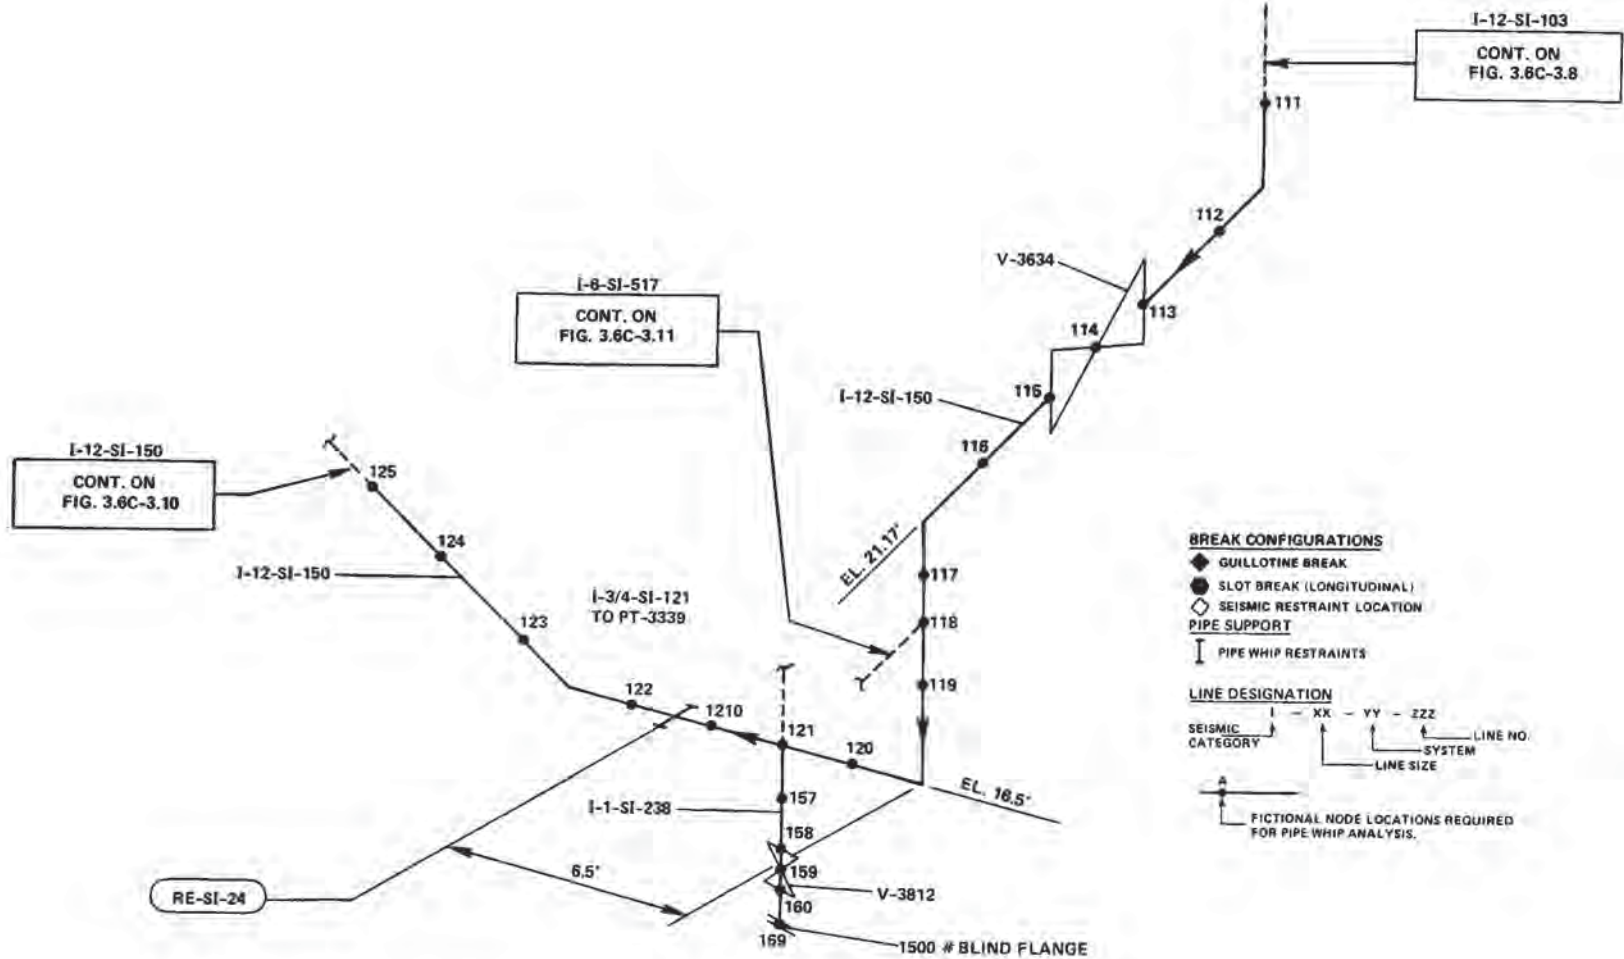 I-12-SI-103
CONT. ON
FIG. 3.6C-3.8
111
112
V-3634
113
114
I-6-SI-517
CONT. ON
FIG. 3.6C-3.11
115
I-12-SI-150
116
I-12-SI-150
CONT. ON
FIG. 3.6C-3.10
125
124
I-12-SI-150
EL. 21.17'
117
I-3/4-SI-121
TO PT-3339
118
123
119
122
1210
121
120
EL. 16.5'
157
I-1-SI-238
158
159
6.5'
V-3812
RE-SI-24
160
169
1500 # BLIND FLANGE
BREAK CONFIGURATIONS
GUILLOTINE BREAK
SLOT BREAK (LONGITUDINAL)
SEISMIC RESTRAINT LOCATION
PIPE SUPPORT
PIPE WHIP RESTRAINTS
LINE DESIGNATION
I - XX - YY - ZZZ
SEISMIC
CATEGORY
LINE NO.
SYSTEM
LINE SIZE
A
FICTIONAL NODE LOCATIONS REQUIRED
FOR PIPE WHIP ANALYSIS.